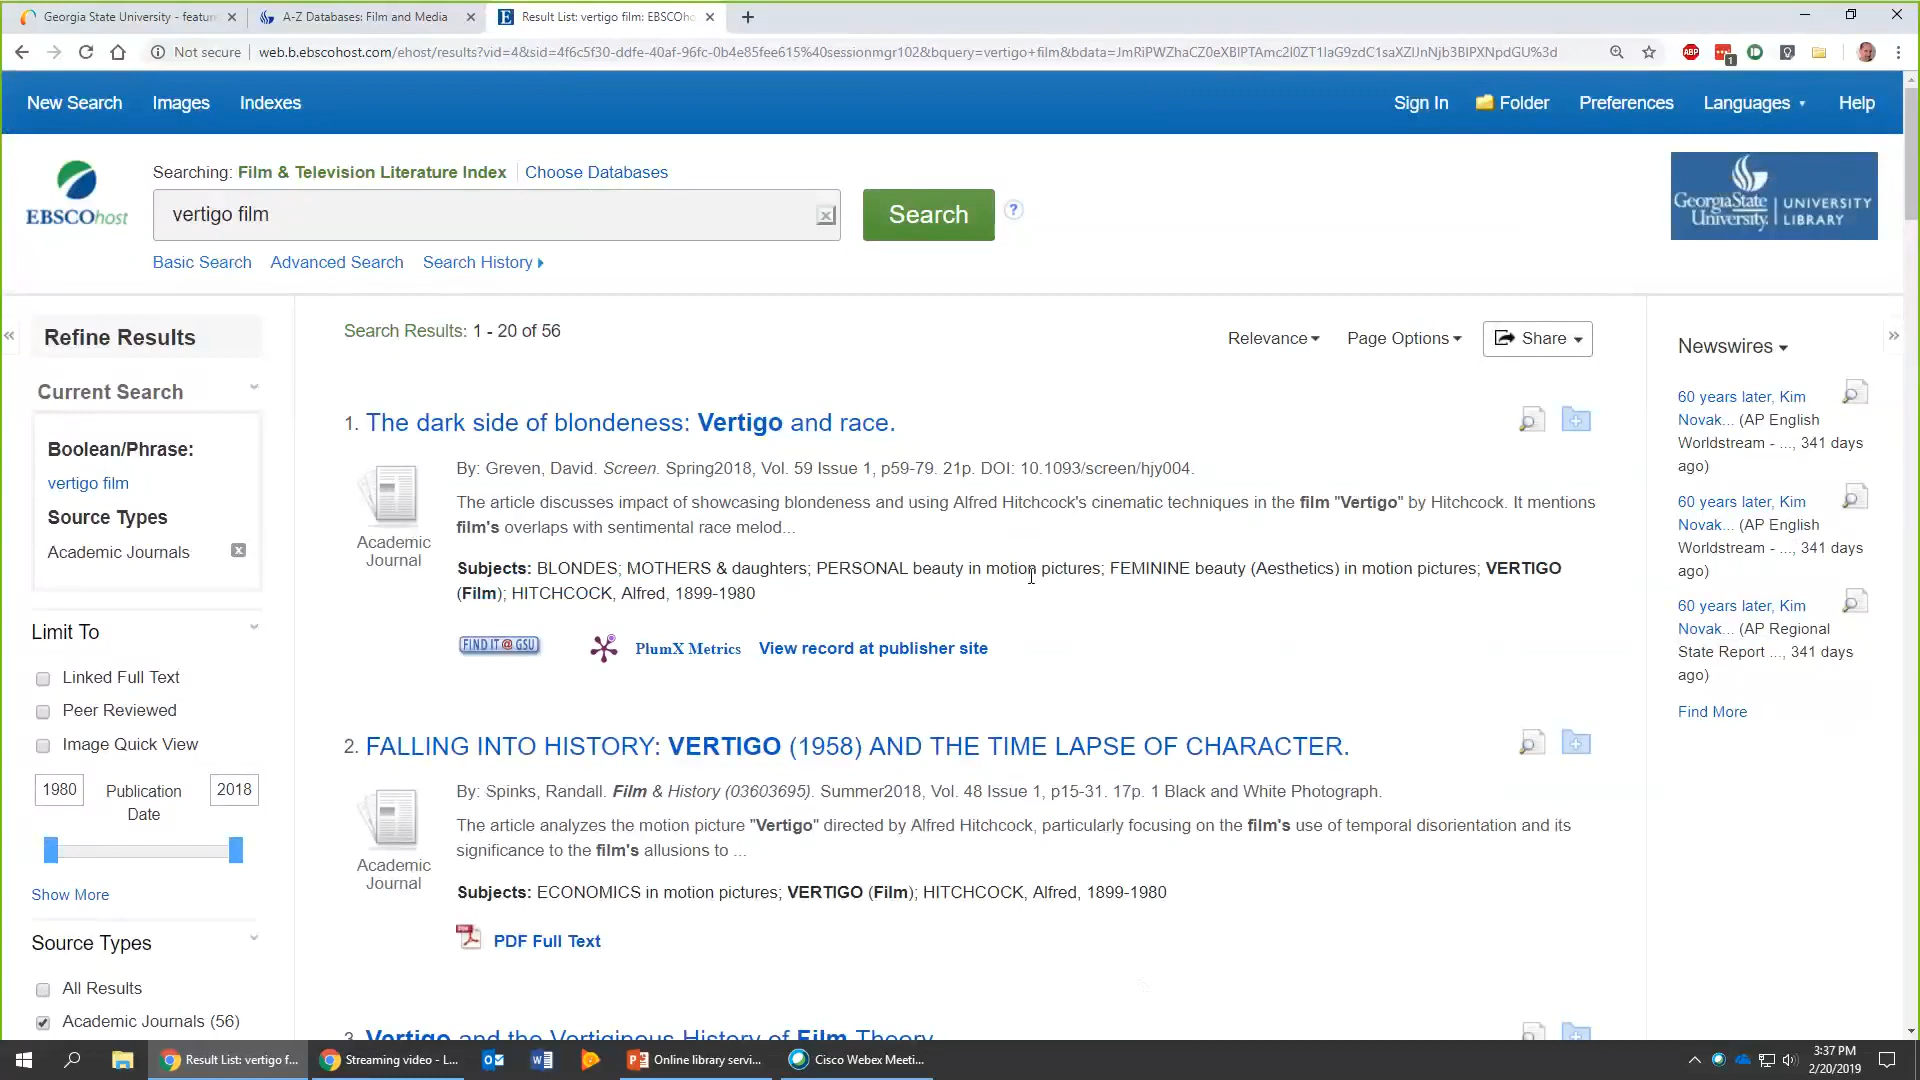 Georgia State University - featur
A-Z Databases: Film and Media
Result List: vertigo film: EBSCOho
Not secure
web.b.ebscohost.com/ehost/results?vid=4&sid=4f6c5f30-ddfe-40af-96fc-0b4e85fee615%40sessionmgr102&bquery=vertigo+film&bdata=JmRiPWZhaCZ0eXBlPTAmc2l0ZT1laG9zdC1saXZlJnNjb3BlPXNpdGU%3d
ABP
1
New Search
Images
Indexes
Sign In
Folder
Preferences
Languages
Help
EBSCOhost
Searching: Film & Television Literature Index
Choose Databases
vertigo film
Search
?
Basic Search
Advanced Search
Search History
GeorgiaState University. | UNIVERSITY LIBRARY
Refine Results
Current Search
Boolean/Phrase:
vertigo film
Source Types
Academic Journals
Limit To
Linked Full Text
Peer Reviewed
Image Quick View
1980
Publication
Date
2018
Show More
Source Types
All Results
Academic Journals (56)
Search Results: 1 - 20 of 56
Relevance
Page Options
Share
1. The dark side of blondeness: Vertigo and race.
Academic
Journal
By: Greven, David. Screen. Spring2018, Vol. 59 Issue 1, p59-79. 21p. DOI: 10.1093/screen/hjy004.
The article discusses impact of showcasing blondeness and using Alfred Hitchcock's cinematic techniques in the film "Vertigo" by Hitchcock. It mentions
film's overlaps with sentimental race melod...
Subjects: BLONDES; MOTHERS & daughters; PERSONAL beauty in motion pictures; FEMININE beauty (Aesthetics) in motion pictures; VERTIGO
(Film); HITCHCOCK, Alfred, 1899-1980
FIND IT @ GSU
PlumX Metrics
View record at publisher site
2. FALLING INTO HISTORY: VERTIGO (1958) AND THE TIME LAPSE OF CHARACTER.
Academic
Journal
By: Spinks, Randall. Film & History (03603695). Summer2018, Vol. 48 Issue 1, p15-31. 17p. 1 Black and White Photograph.
The article analyzes the motion picture "Vertigo" directed by Alfred Hitchcock, particularly focusing on the film's use of temporal disorientation and its
significance to the film's allusions to ...
Subjects: ECONOMICS in motion pictures; VERTIGO (Film); HITCHCOCK, Alfred, 1899-1980
PDF Full Text
3. Vertigo and the Vertiginous History of Film Theory
Newswires
60 years later, Kim
Novak... (AP English
Worldstream - ..., 341 days
ago)
60 years later, Kim
Novak... (AP English
Worldstream - ..., 341 days
ago)
60 years later, Kim
Novak... (AP Regional
State Report ..., 341 days
ago)
Find More
Result List: vertigo f...
Streaming video - L...
Online library servi...
Cisco Webex Meeti...
3:37 PM
2/20/2019